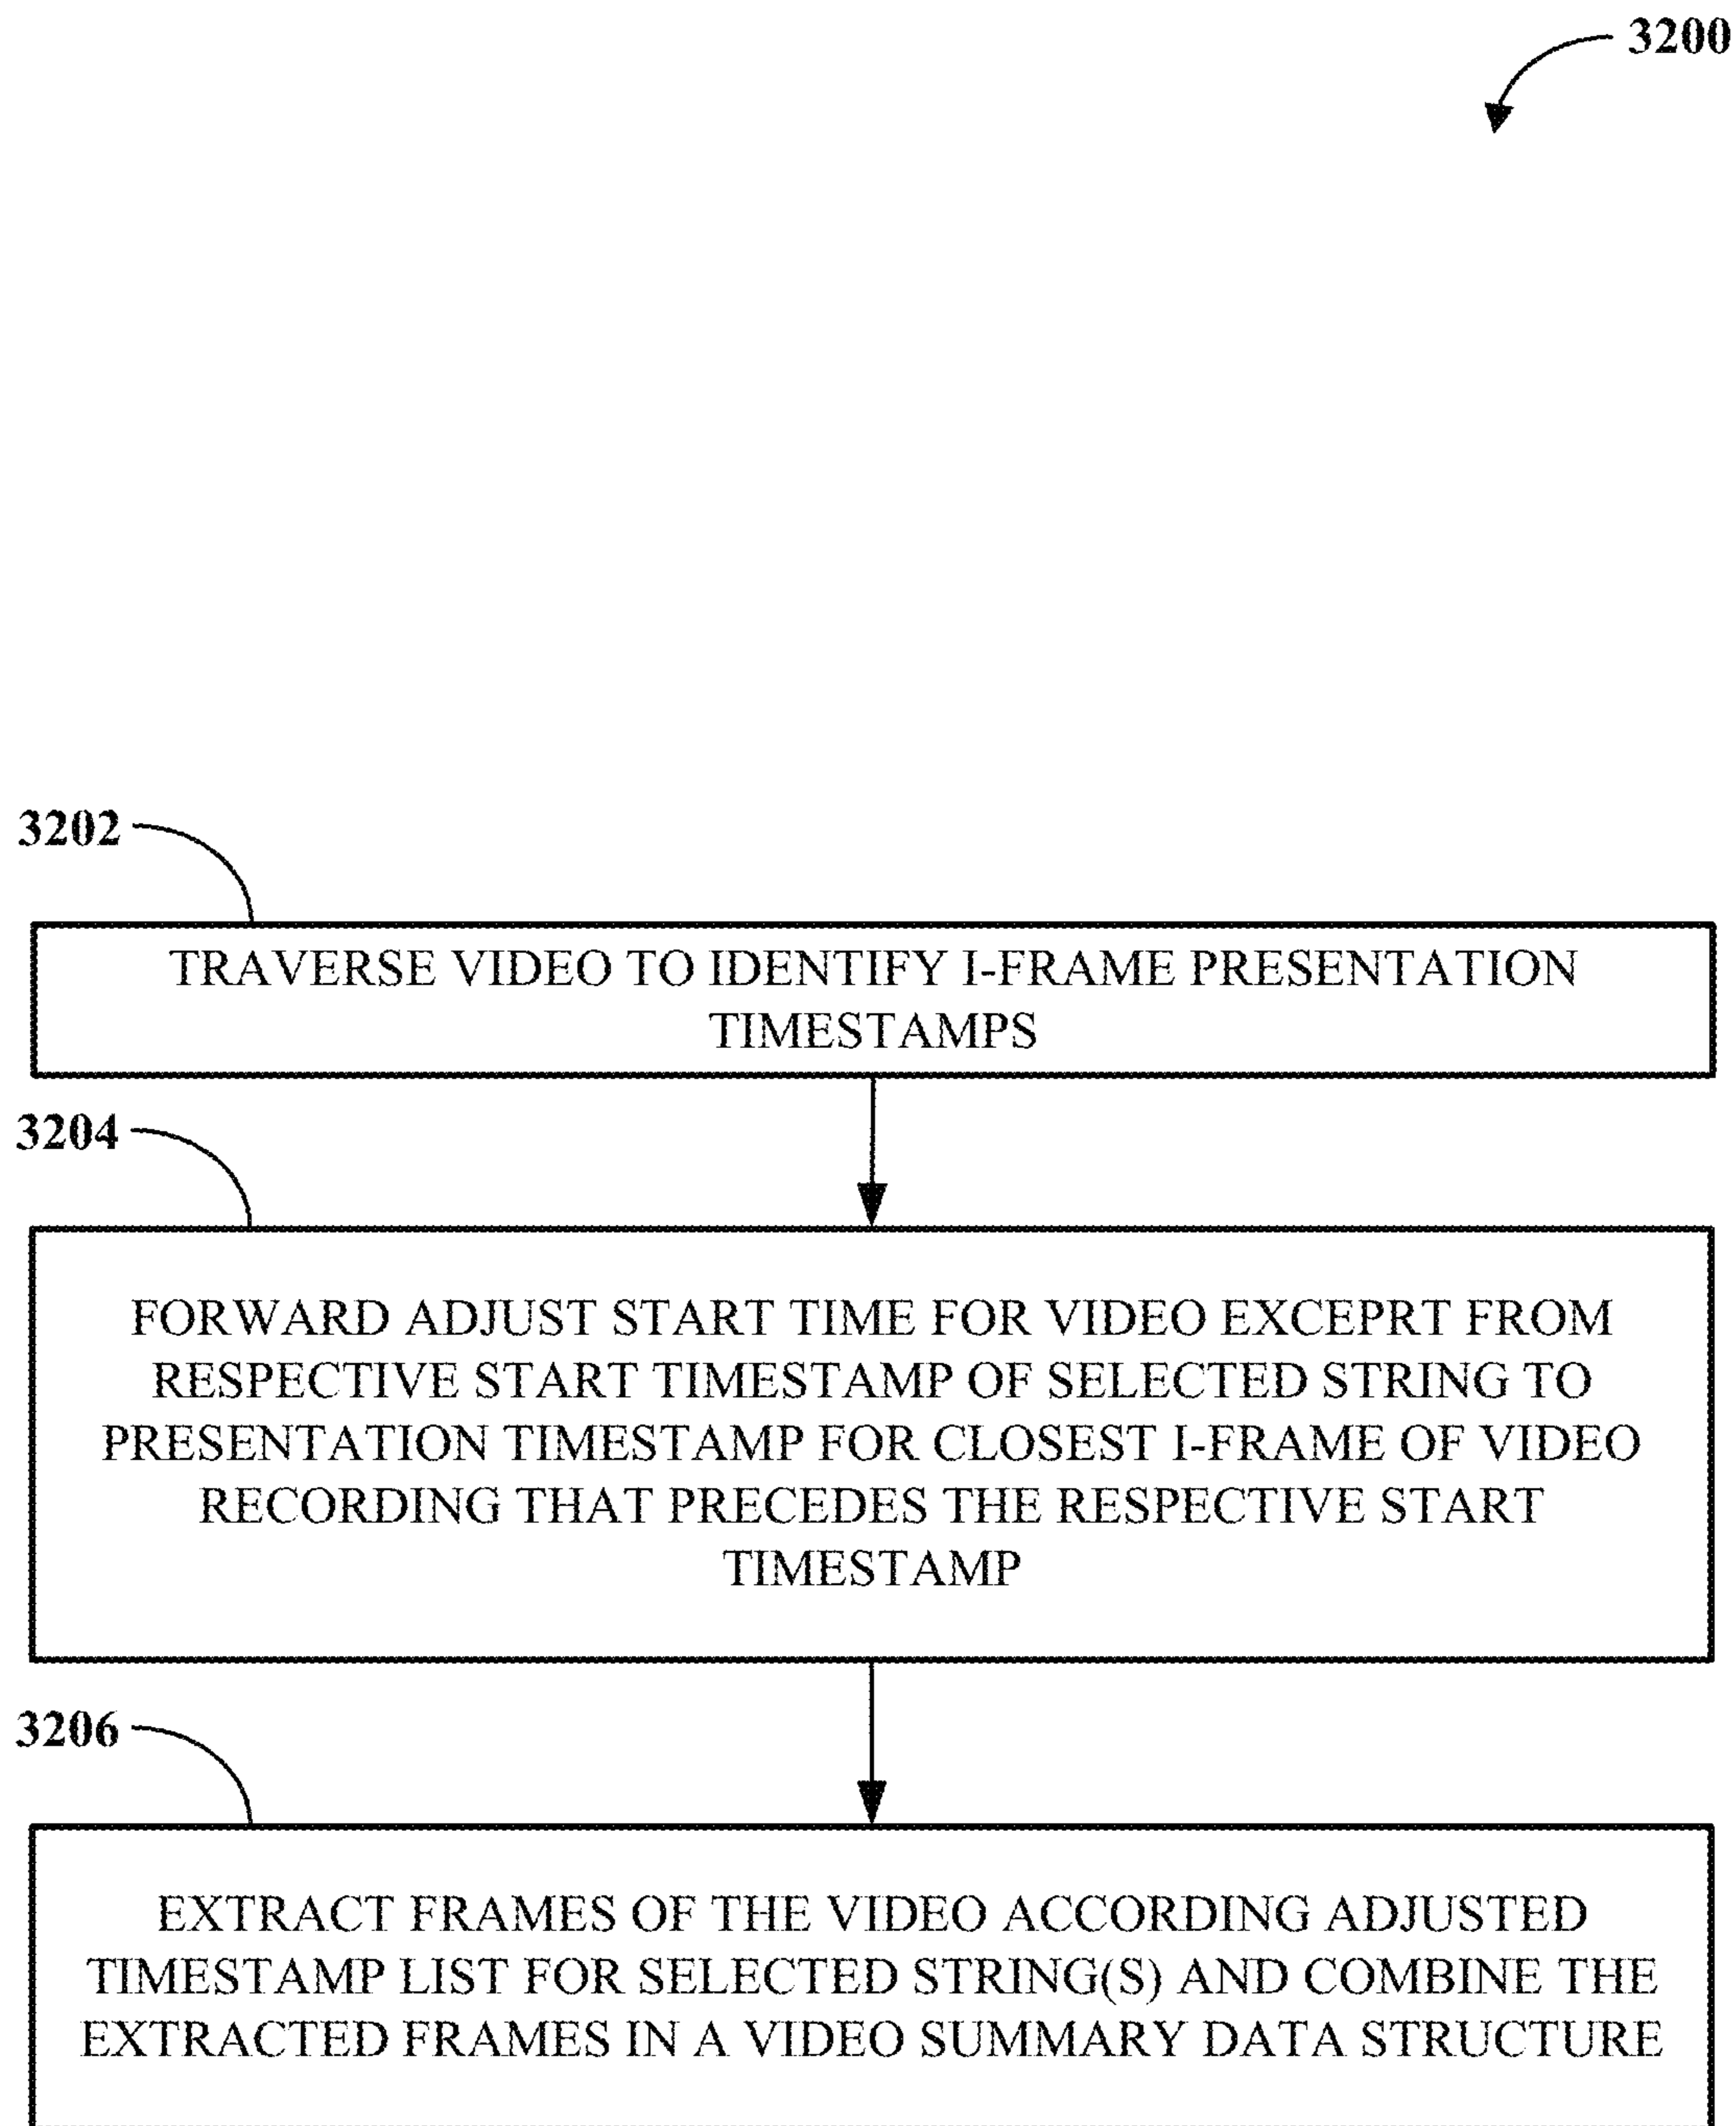 3200
3202
TRAVERSE VIDEO TO IDENTIFY I-FRAME PRESENTATION
TIMESTAMPS
3204
FORWARD ADJUST START TIME FOR VIDEO EXCEPRT FROM
RESPECTIVE START TIMESTAMP OF SELECTED STRING TO
PRESENTATION TIMESTAMP FOR CLOSEST I-FRAME OF VIDEO
RECORDING THAT PRECEDES THE RESPECTIVE START
TIMESTAMP
3206
EXTRACT FRAMES OF THE VIDEO ACCORDING ADJUSTED
TIMESTAMP LIST FOR SELECTED STRING(S) AND COMBINE THE
EXTRACTED FRAMES IN A VIDEO SUMMARY DATA STRUCTURE